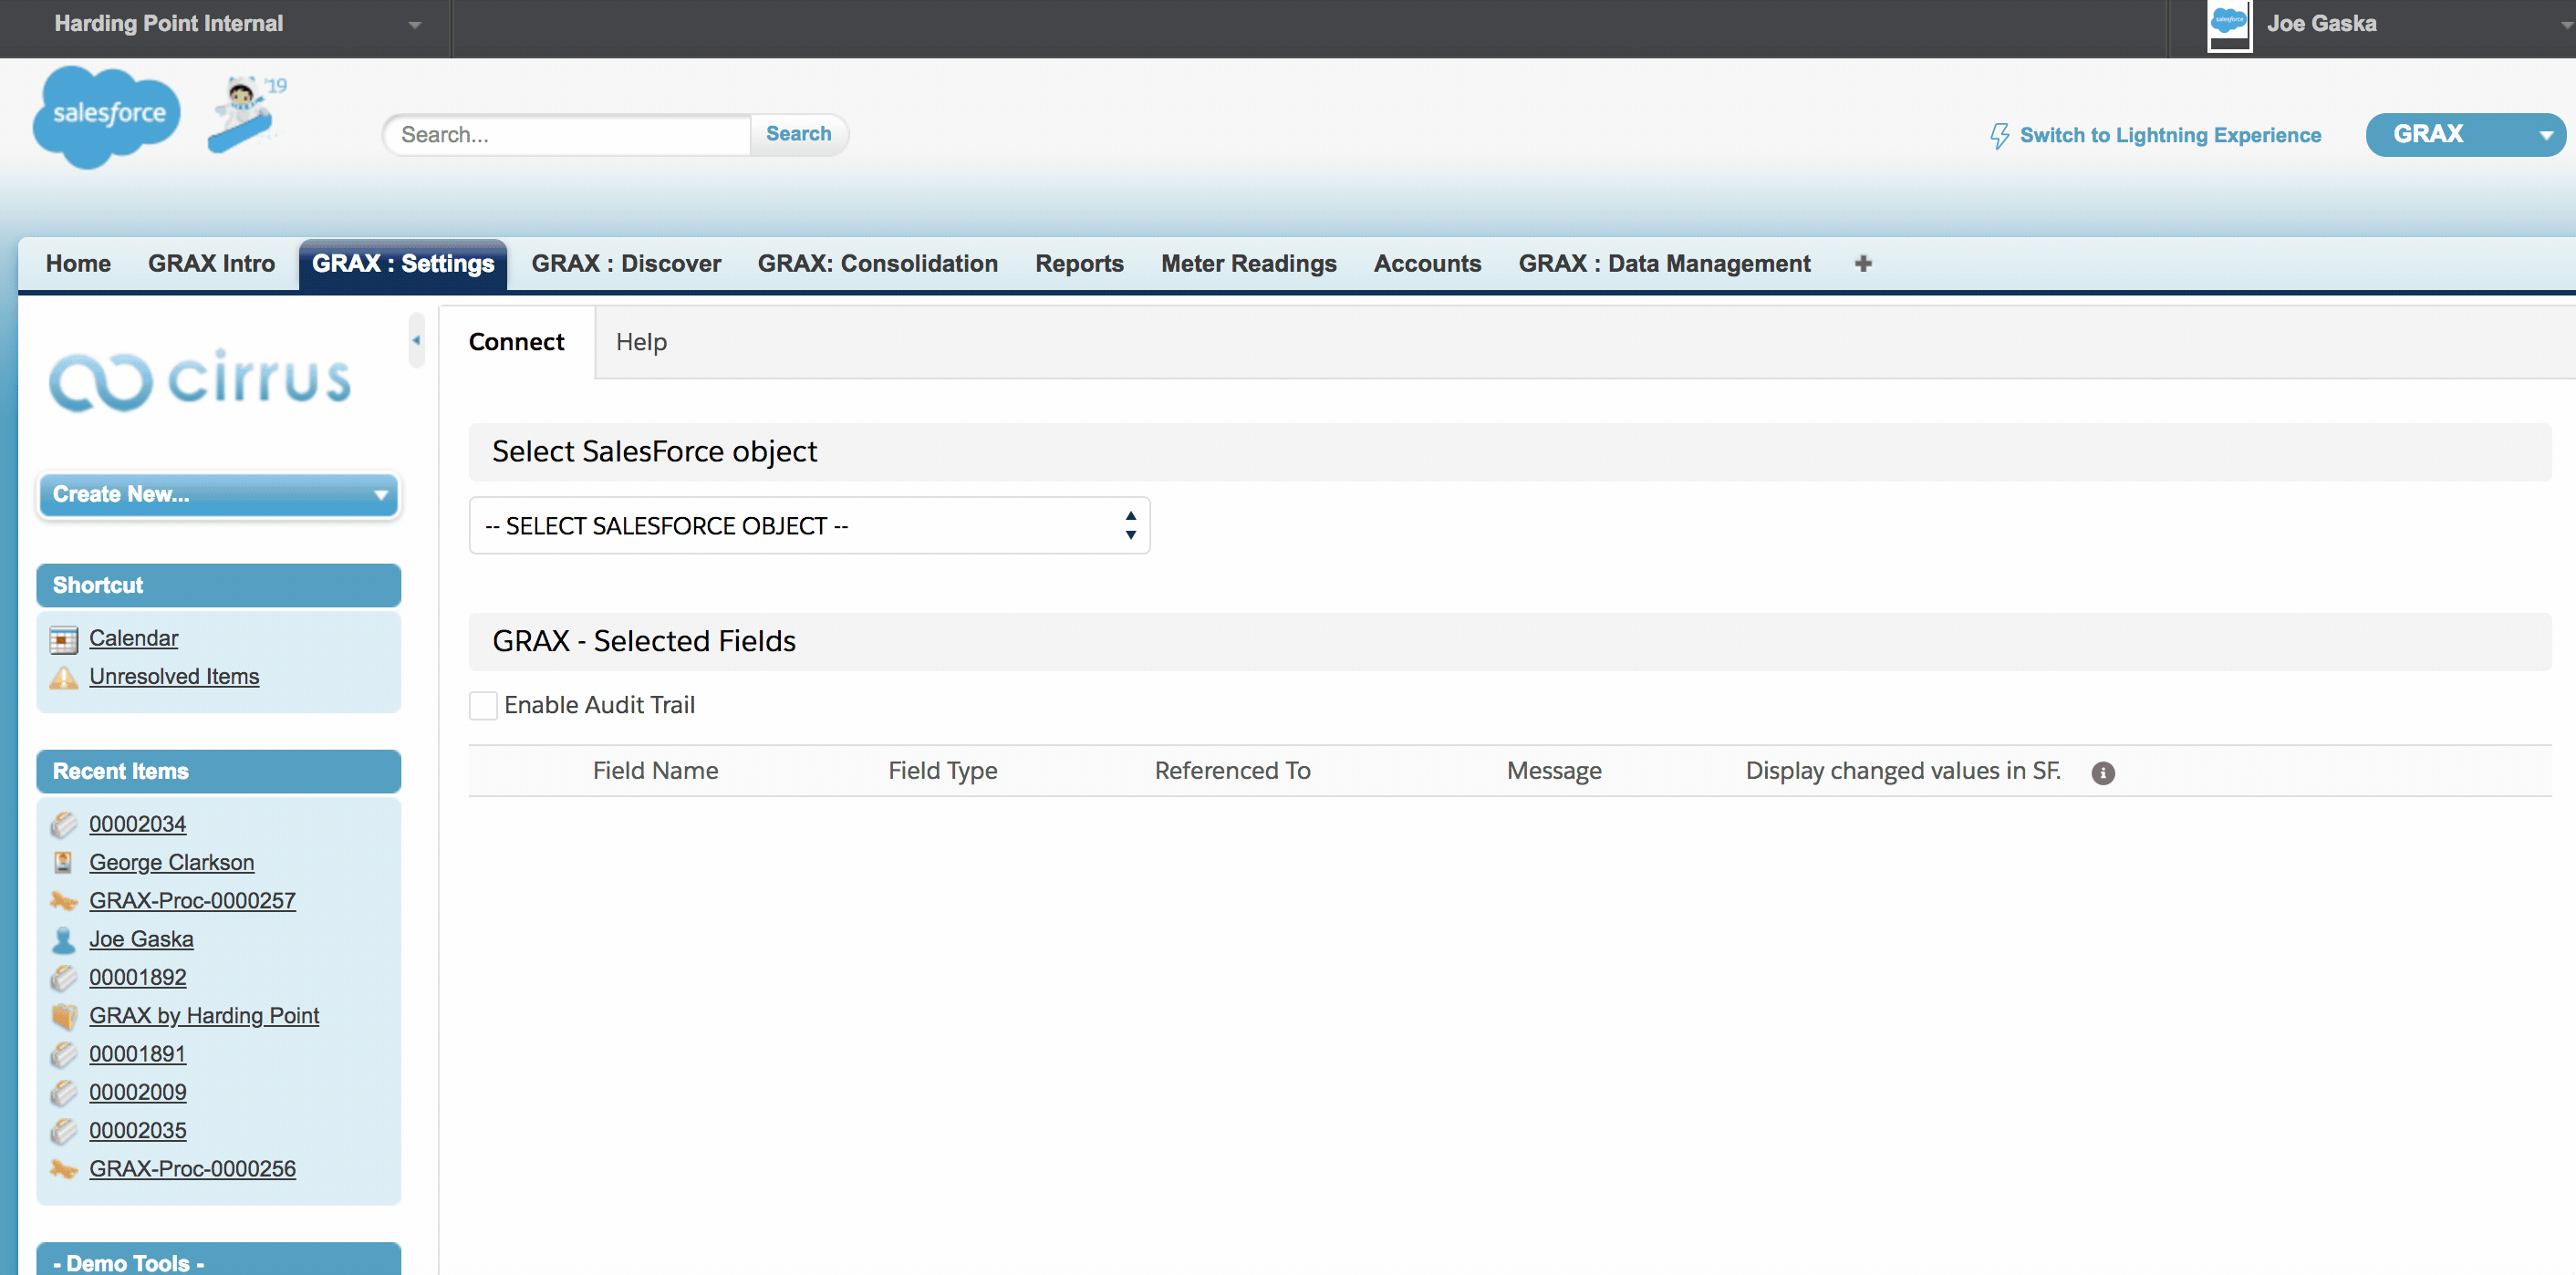 Harding Point Internal
Joe Gaska
salesforce
'19
Search...
Search
Switch to Lightning Experience
GRAX
Home
GRAX Intro
GRAX : Settings
GRAX : Discover
GRAX: Consolidation
Reports
Meter Readings
Accounts
GRAX : Data Management
cirrus
Create New...
Shortcut
Calendar
Unresolved Items
Recent Items
00002034
George Clarkson
GRAX-Proc-0000257
Joe Gaska
00001892
GRAX by Harding Point
00001891
00002009
00002035
GRAX-Proc-0000256
- Demo Tools -
Connect
Help
Select SalesForce object
-- SELECT SALESFORCE OBJECT --
GRAX - Selected Fields
Enable Audit Trail
Field Name
Field Type
Referenced To
Message
Display changed values in SF.